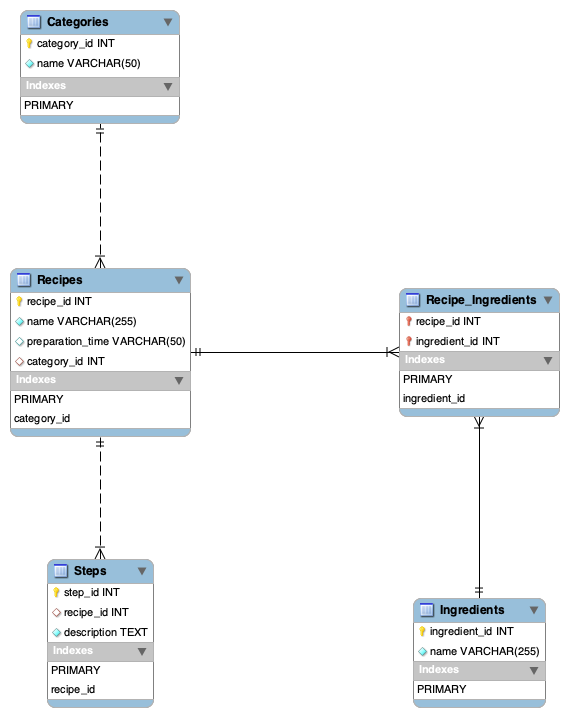 Categories
category_id INT
name VARCHAR(50)
Indexes
PRIMARY
Recipes
recipe_id INT
name VARCHAR(255)
preparation_time VARCHAR(50)
category_id INT
Indexes
PRIMARY
category_id
Recipe_Ingredients
recipe_id INT
ingredient_id INT
Indexes
PRIMARY
ingredient_id
Steps
step_id INT
recipe_id INT
description TEXT
Indexes
PRIMARY
recipe_id
Ingredients
ingredient_id INT
name VARCHAR(255)
Indexes
PRIMARY